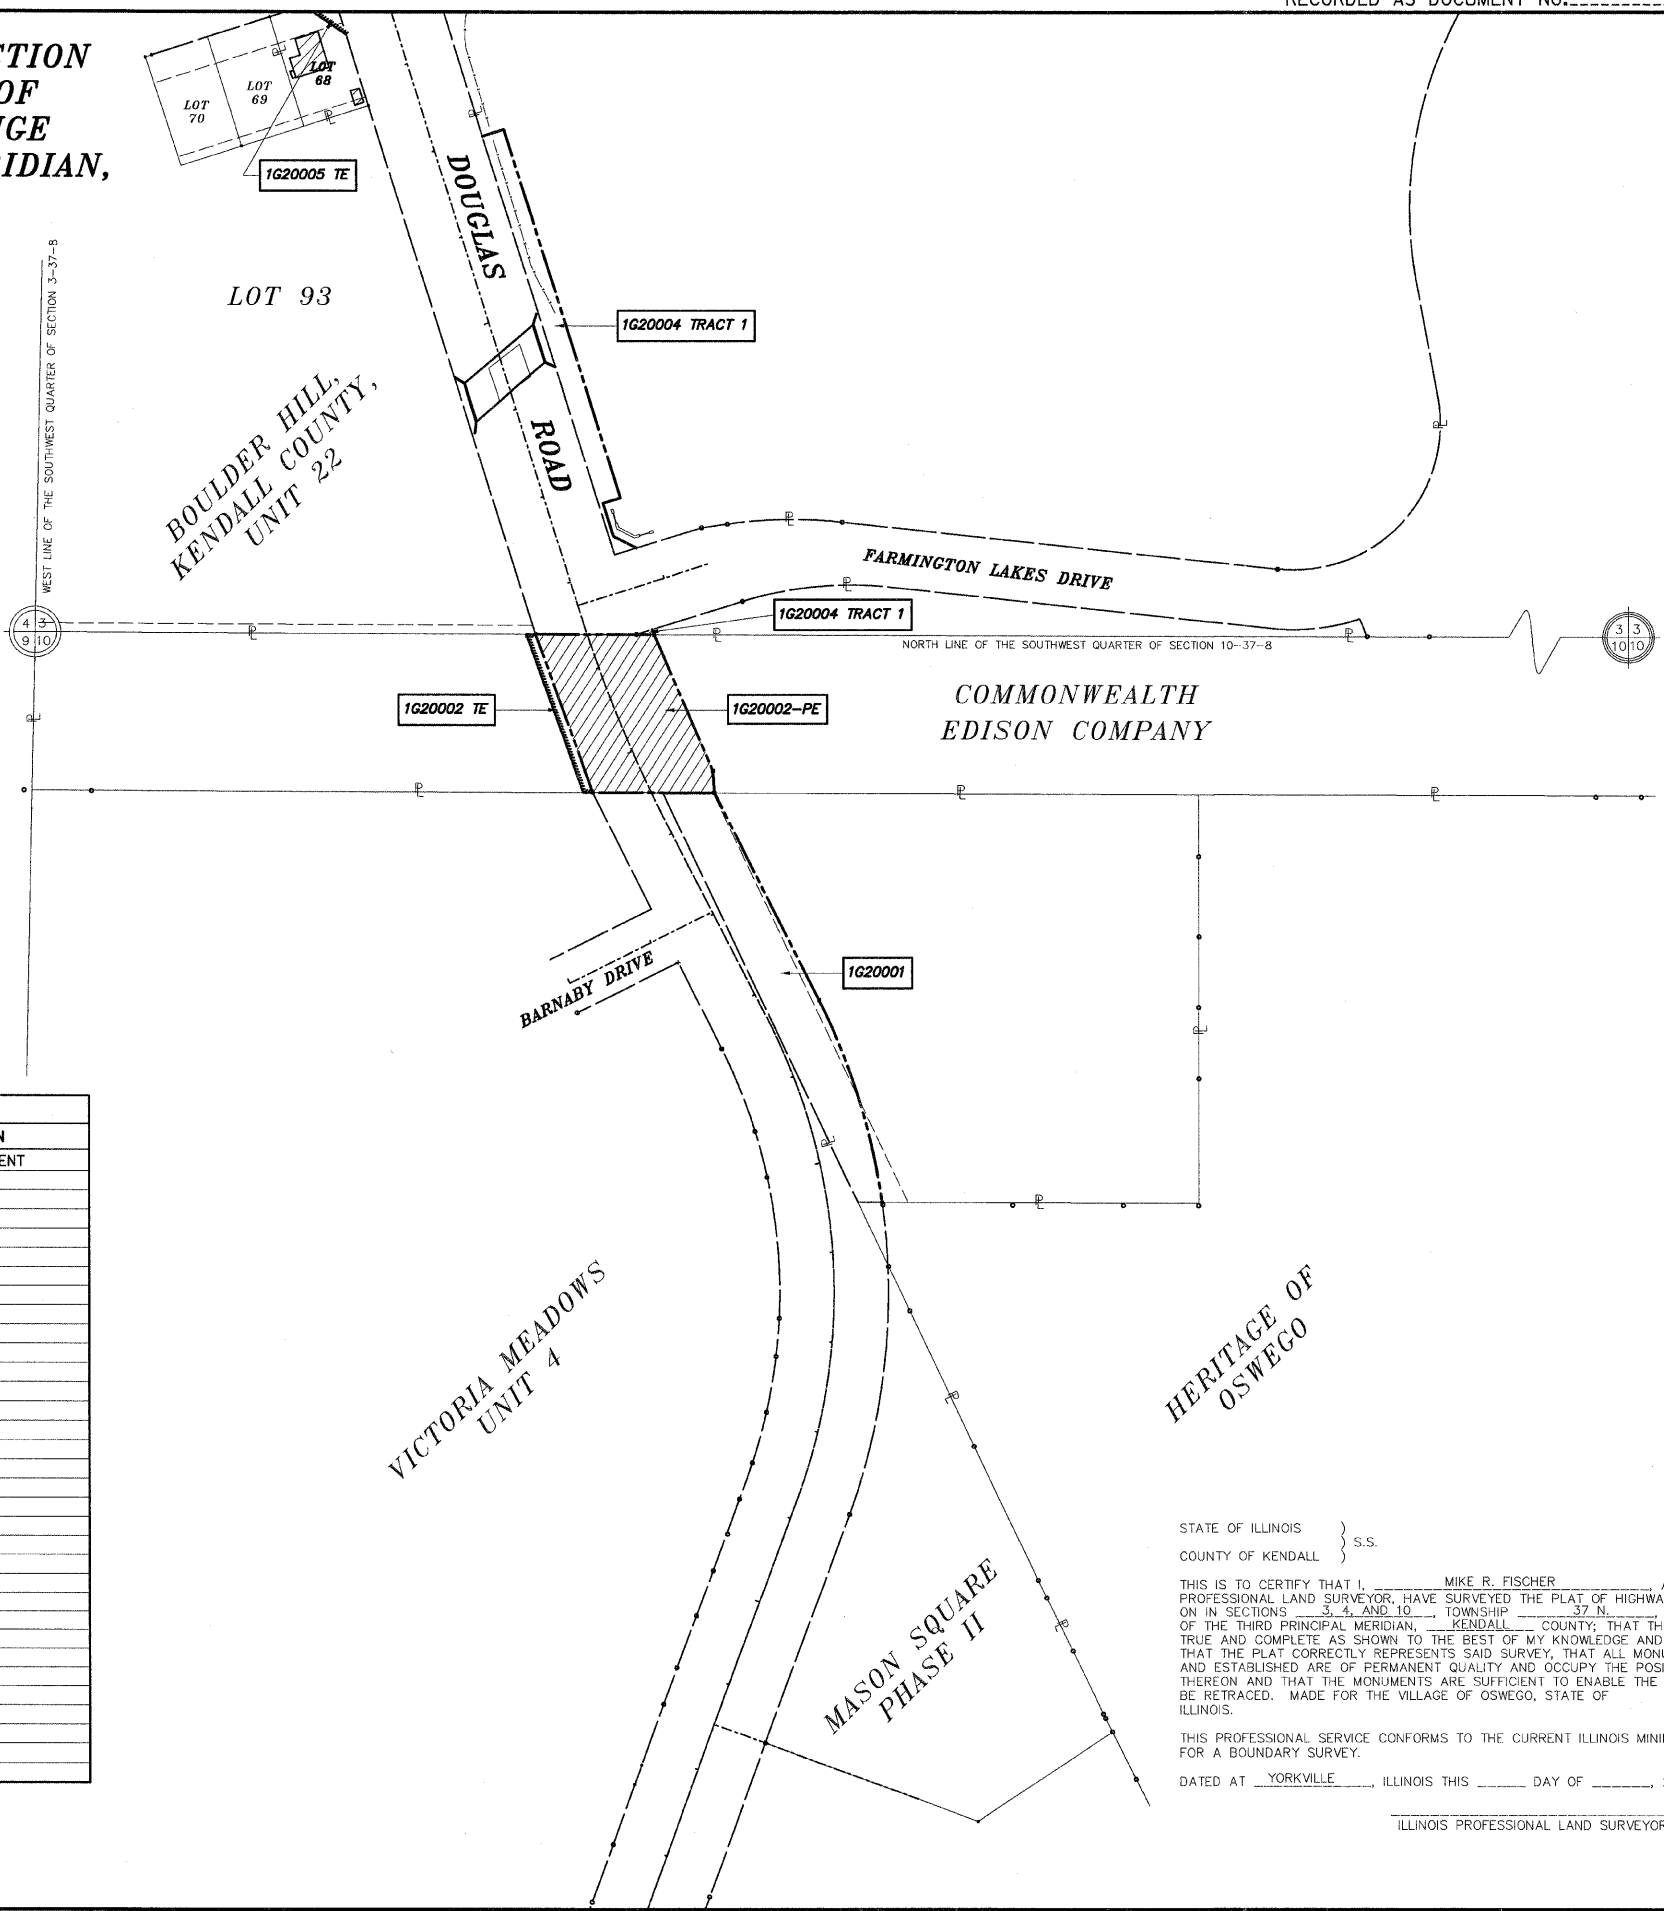 RECORDED AS DOCUMENT NO.
CTION
OF
NGE
RIDIAN,
LOT
70
LOT
69
LOT
68
1G20005 TE
DOUGLAS
ROAD
WEST LINE OF THE SOUTHWEST QUARTER OF SECTION 3-37-8
LOT 93
1G20004 TRACT 1
BOULDER HILL,
KENDALL COUNTY,
UNIT 22
FARMINGTON LAKES DRIVE
1G20004 TRACT 1
4 3
9 10
3 3
10 10
NORTH LINE OF THE SOUTHWEST QUARTER OF SECTION 10-37-8
1G20002 TE
1G20002-PE
COMMONWEALTH
EDISON COMPANY
BARNABY DRIVE
1G20001
N
ENT
VICTORIA MEADOWS
UNIT 4
HERITAGE OF
OSWEGO
MASON SQUARE
PHASE II
STATE OF ILLINOIS )
) S.S.
COUNTY OF KENDALL )
THIS IS TO CERTIFY THAT I, MIKE R. FISCHER, A
PROFESSIONAL LAND SURVEYOR, HAVE SURVEYED THE PLAT OF HIGHWA
ON IN SECTIONS 3, 4, AND 10, TOWNSHIP 37 N.,
OF THE THIRD PRINCIPAL MERIDIAN, KENDALL COUNTY; THAT TH
TRUE AND COMPLETE AS SHOWN TO THE BEST OF MY KNOWLEDGE AND
THAT THE PLAT CORRECTLY REPRESENTS SAID SURVEY, THAT ALL MONU
AND ESTABLISHED ARE OF PERMANENT QUALITY AND OCCUPY THE POSI
THEREON AND THAT THE MONUMENTS ARE SUFFICIENT TO ENABLE THE
BE RETRACED. MADE FOR THE VILLAGE OF OSWEGO, STATE OF
ILLINOIS.
THIS PROFESSIONAL SERVICE CONFORMS TO THE CURRENT ILLINOIS MINI
FOR A BOUNDARY SURVEY.
DATED AT YORKVILLE, ILLINOIS THIS ______ DAY OF ______,
ILLINOIS PROFESSIONAL LAND SURVEYOR